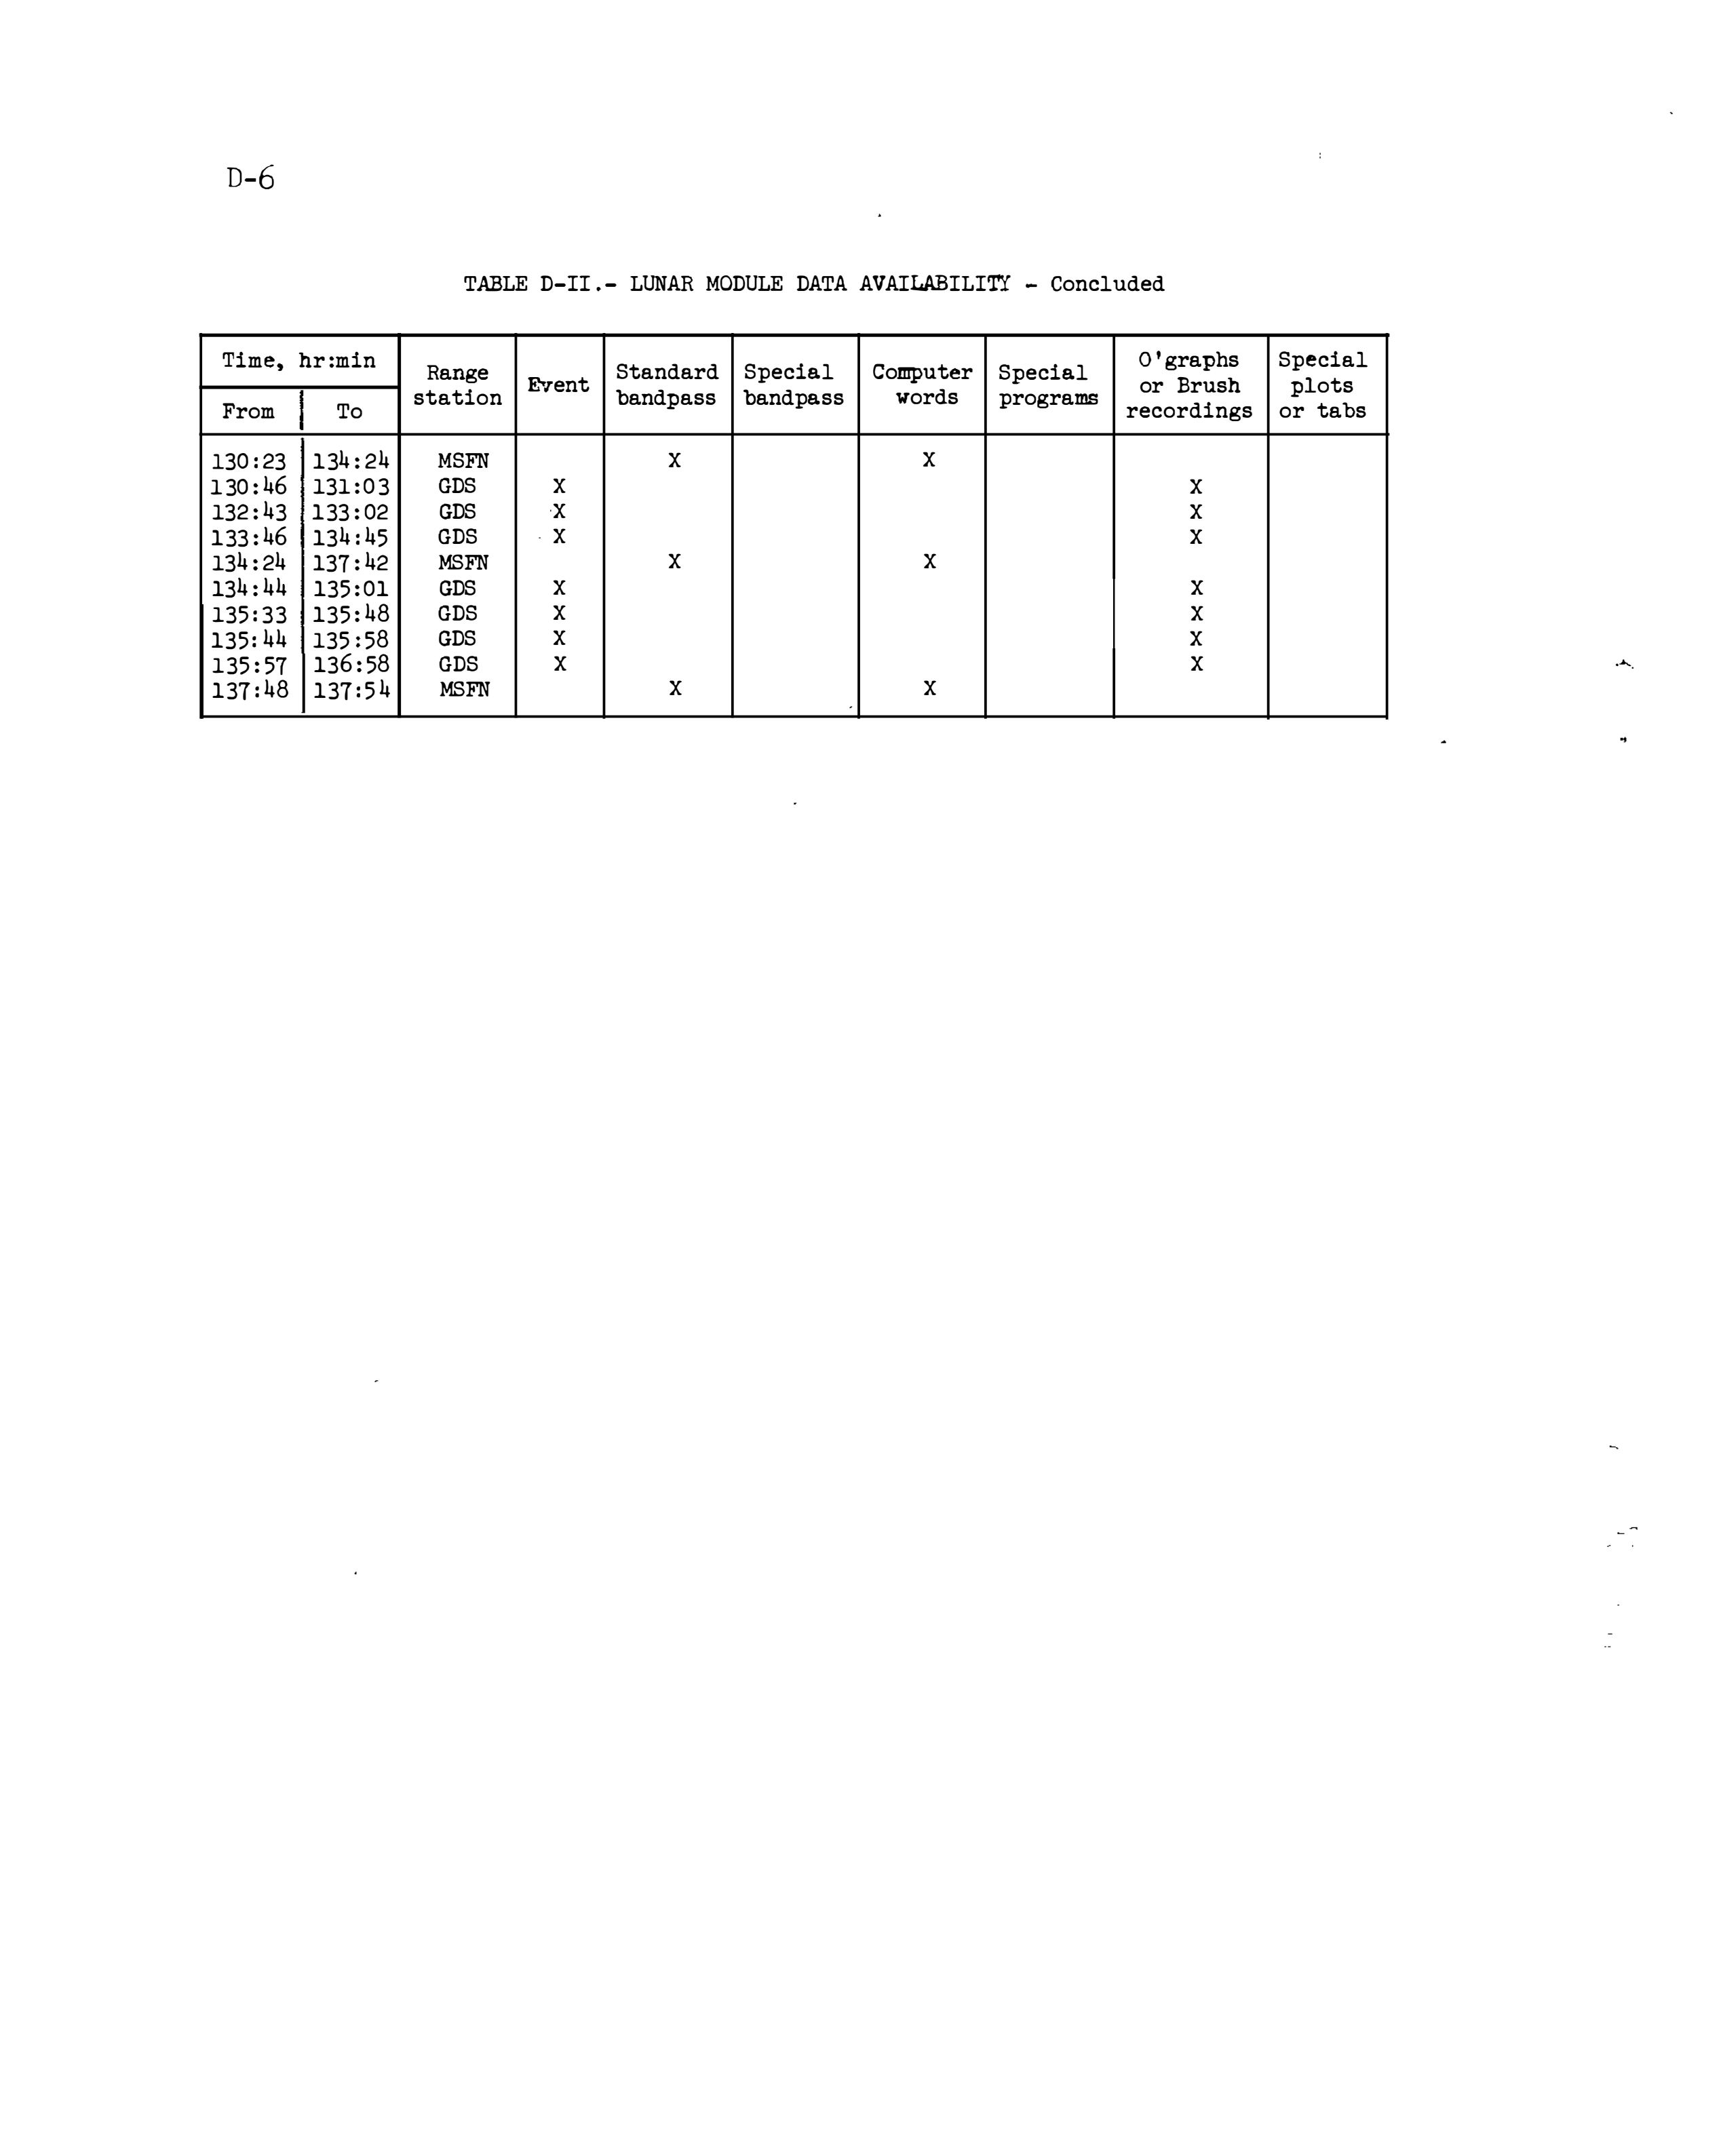 D-6
TABLE D-II.- LUNAR MODULE DATA AVAILABILITY - Concluded
Time, hr:min Range station Event Standard bandpass Special bandpass Computer words Special programs O'graphs or Brush recordings Special plots or tabs
From To
130:23 134:24 MSFN X X
130:46 131:03 GDS X X
132:43 133:02 GDS X X
133:46 134:45 GDS X X
134:24 137:42 MSFN X X
134:44 135:01 GDS X X
135:33 135:48 GDS X X
135:44 135:58 GDS X X
135:57 136:58 GDS X X
137:48 137:54 MSFN X X